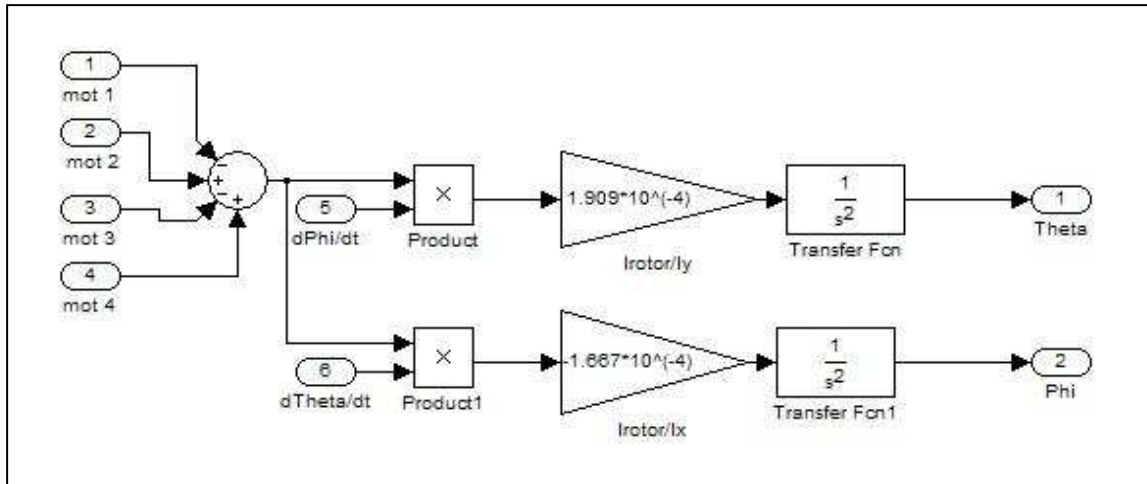 1
mot 1
2
mot 2
3
mot 3
4
mot 4
−
+
−
+
5
dPhi/dt
×
Product
1.909*10^(-4)
Irotor/Iy
1
s2
Transfer Fcn
1
Theta
6
dTheta/dt
×
Product1
-1.667*10^(-4)
Irotor/Ix
1
s2
Transfer Fcn1
2
Phi